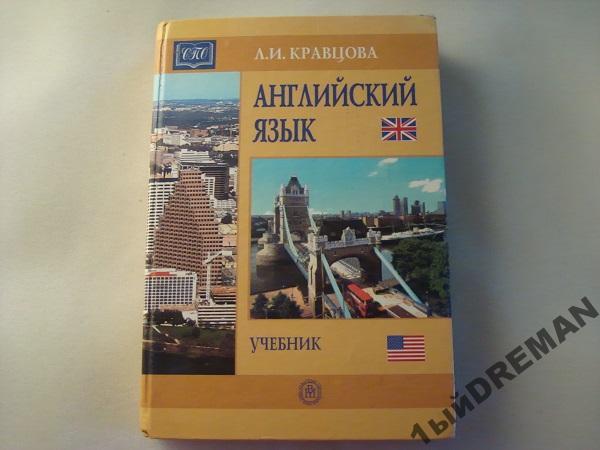 СПО
Л.И. КРАВЦОВА
АНГЛИЙСКИЙ
ЯЗЫК
УЧЕБНИК
1ыйDREMAN